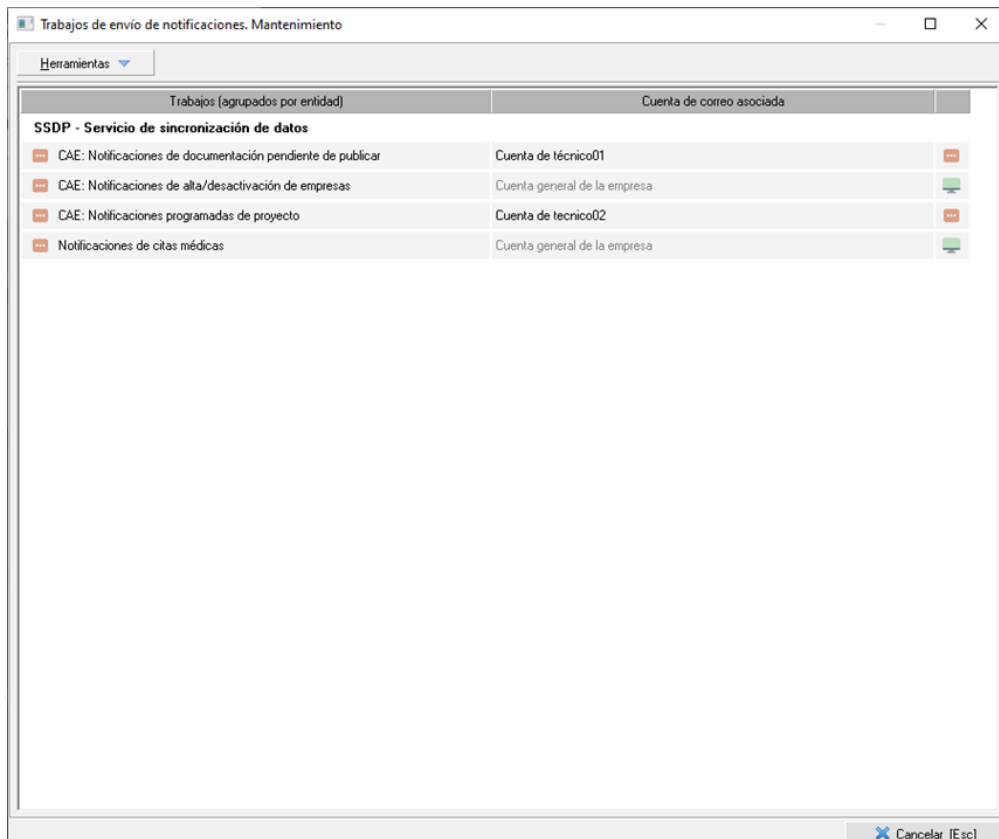 Trabajos de envío de notificaciones. Mantenimiento
Herramientas
Trabajos (agrupados por entidad) Cuenta de correo asociada
SSDP - Servicio de sincronización de datos
CAE: Notificaciones de documentación pendiente de publicar Cuenta de técnico01
CAE: Notificaciones de alta/desactivación de empresas Cuenta general de la empresa
CAE: Notificaciones programadas de proyecto Cuenta de tecnico02
Notificaciones de citas médicas Cuenta general de la empresa
Cancelar [Esc]